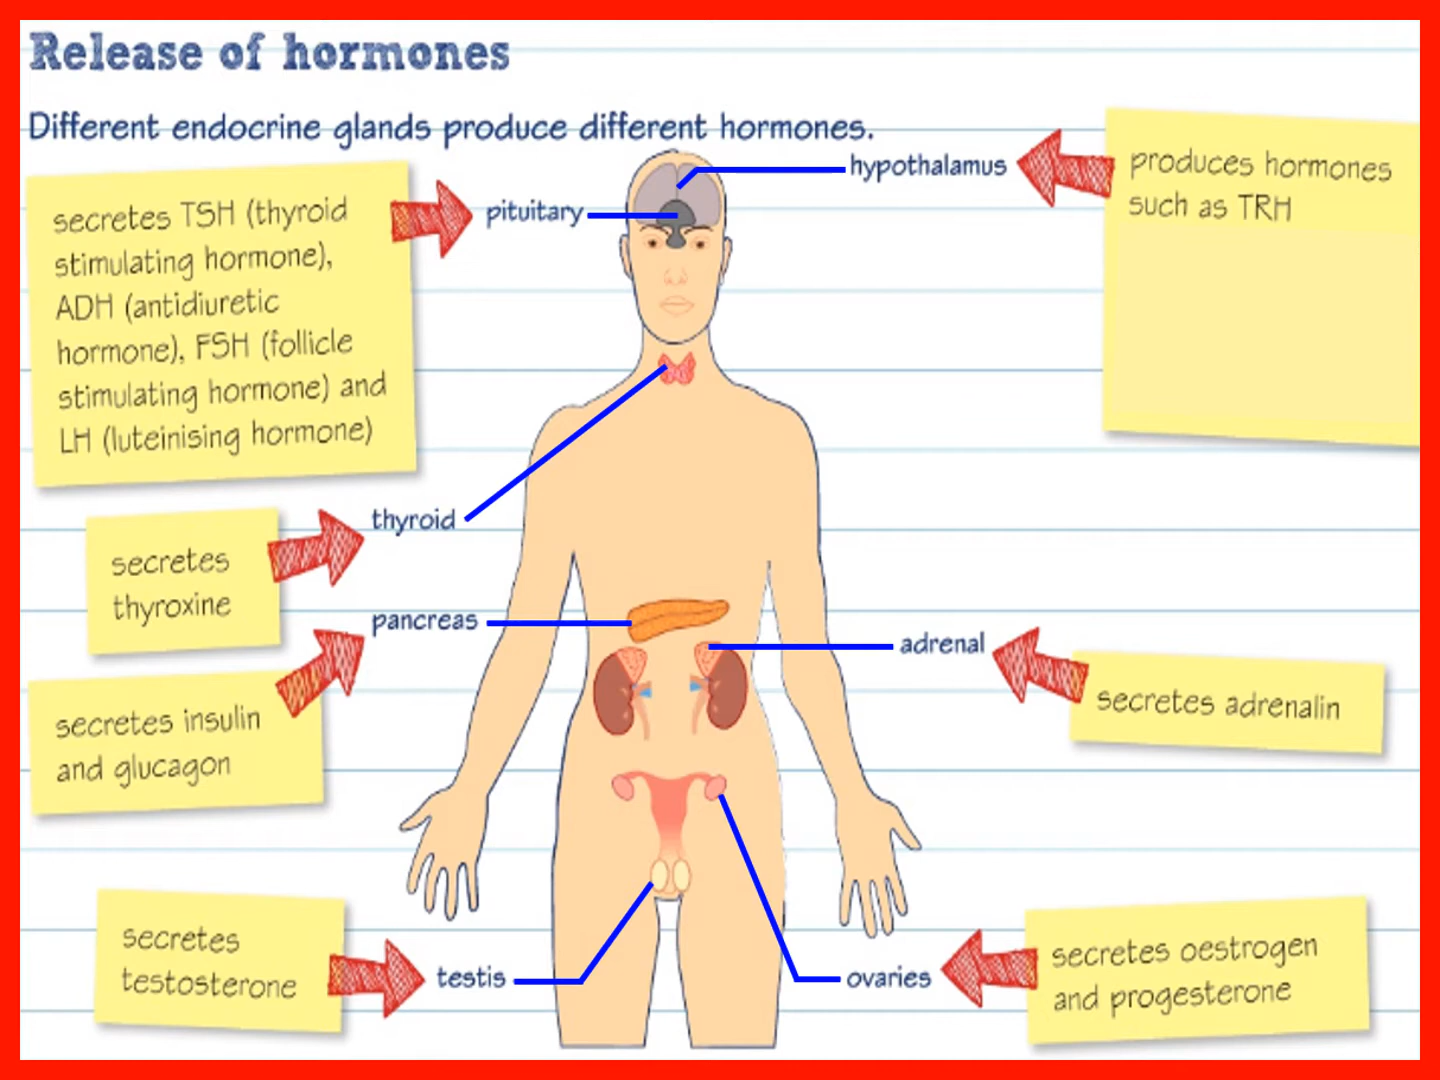 Release of hormones
Different endocrine glands produce different hormones.
hypothalamus
produces hormones
such as TRH
secretes TSH (thyroid
stimulating hormone),
ADH (antidiuretic
hormone), FSH (follicle
stimulating hormone) and
LH (luteinising hormone)
pituitary
thyroid
secretes
thyroxine
pancreas
secretes insulin
and glucagon
adrenal
secretes adrenalin
secretes
testosterone
testis
ovaries
secretes oestrogen
and progesterone